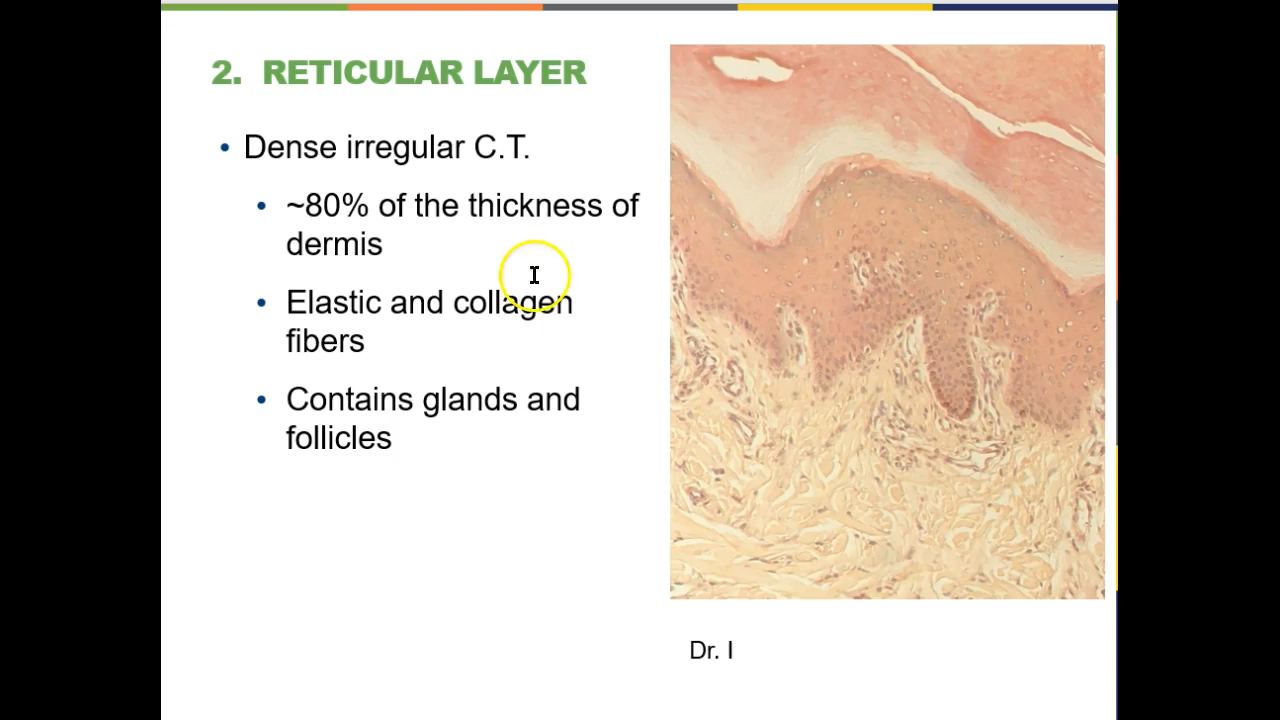 2. RETICULAR LAYER
• Dense irregular C.T.
• ~80% of the thickness of
dermis
• Elastic and collagen
fibers
• Contains glands and
follicles
Dr. I